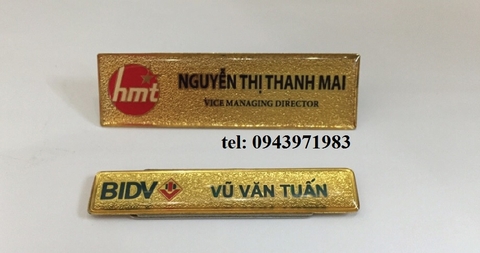 hmt
NGUYỄN THỊ THANH MAI
VICE MANAGING DIRECTOR
tel: 0943971983
BIDV VŨ VĂN TUẤN